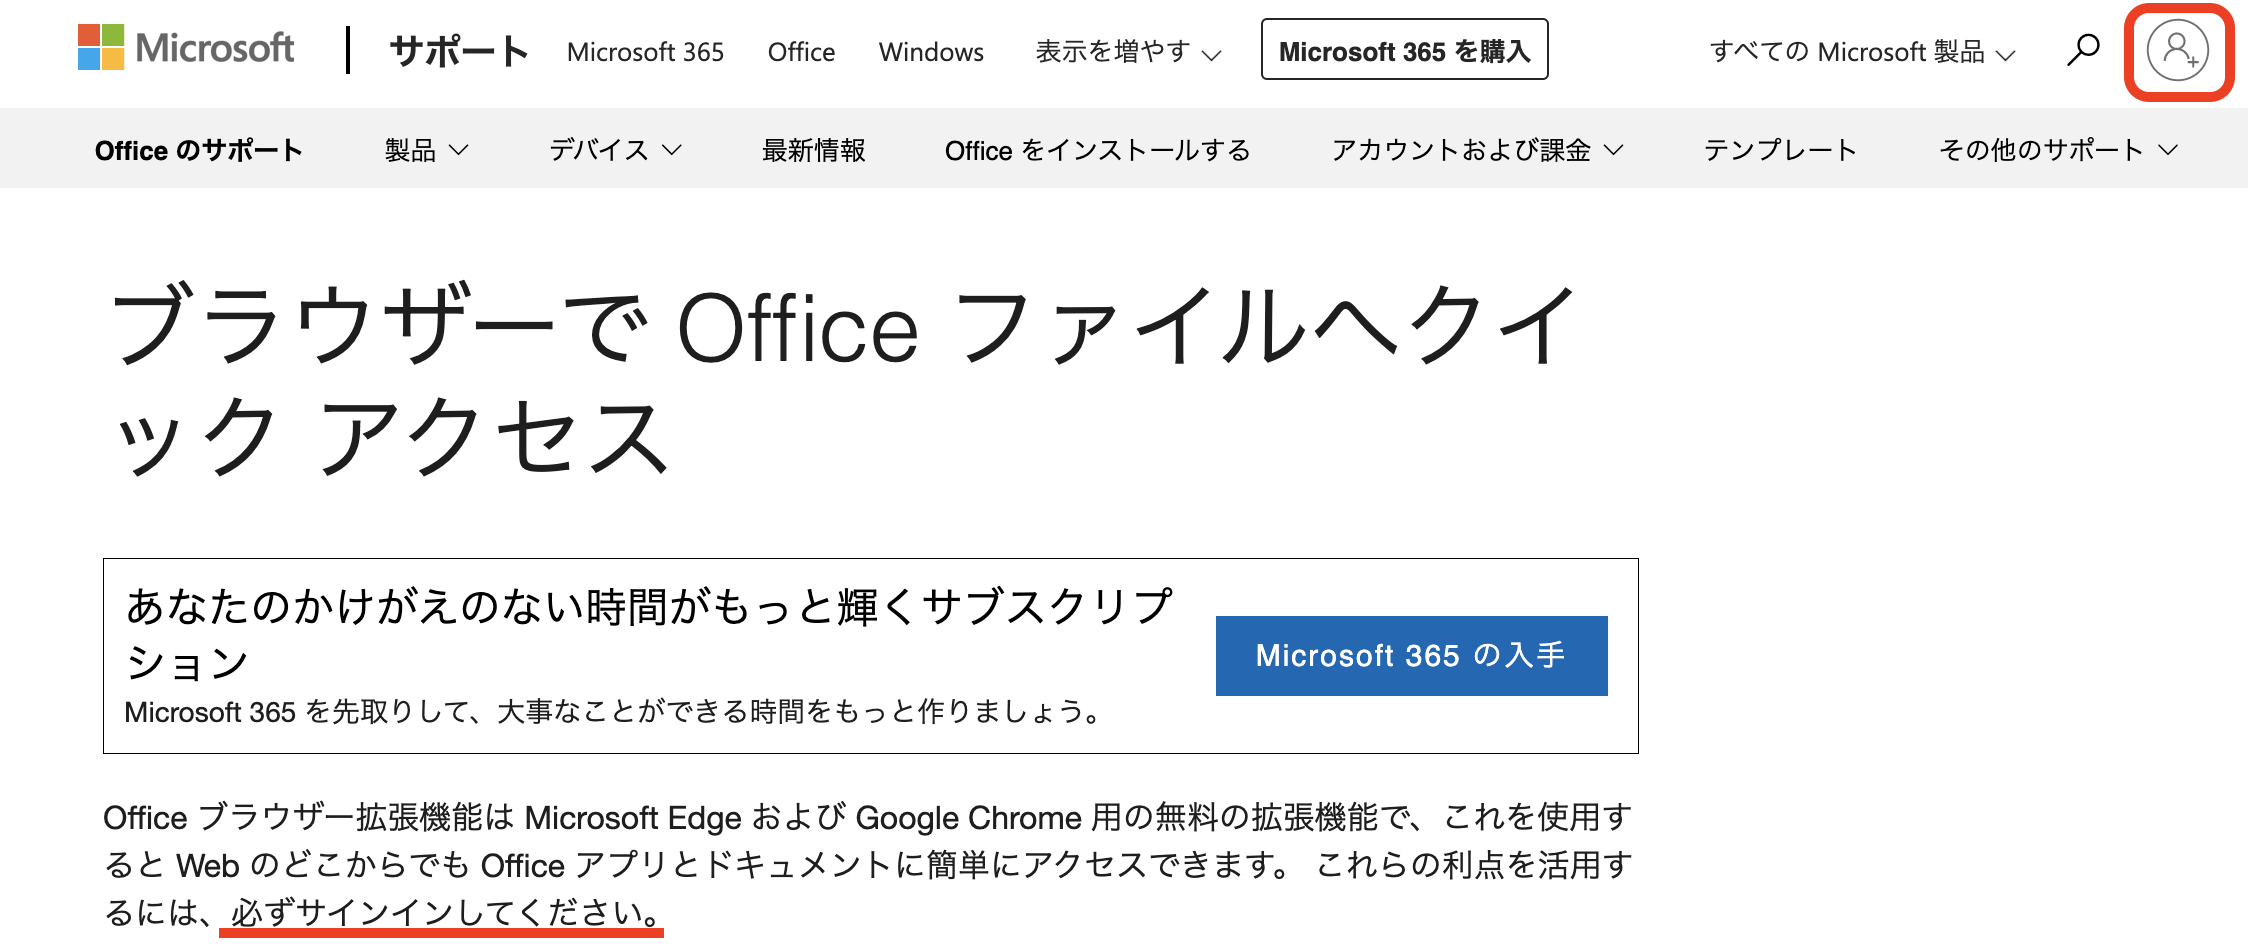 Microsoft サポート Microsoft 365 Office Windows 表示を増やす Microsoft 365 を購入 すべての Microsoft 製品
Office のサポート 製品 デバイス 最新情報 Office をインストールする アカウントおよび課金 テンプレート その他のサポート
ブラウザーで Office ファイルへクイ
ック アクセス
あなたのかけがえのない時間がもっと輝くサブスクリプ
ション
Microsoft 365 を先取りして、大事なことができる時間をもっと作りましょう。
Microsoft 365 の入手
Office ブラウザー拡張機能は Microsoft Edge および Google Chrome 用の無料の拡張機能で、これを使用す
ると Web のどこからでも Office アプリとドキュメントに簡単にアクセスできます。 これらの利点を活用す
るには、必ずサインインしてください。